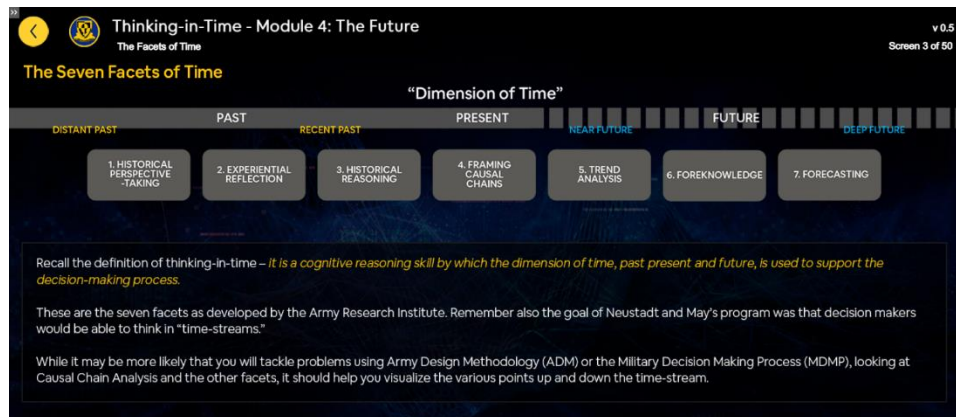 »
Thinking-in-Time - Module 4: The Future
The Facets of Time
v 0.5
Screen 3 of 50
The Seven Facets of Time
“Dimension of Time”
PAST
PRESENT
FUTURE
DISTANT PAST
RECENT PAST
NEAR FUTURE
DEEP FUTURE
1. HISTORICAL
PERSPECTIVE
-TAKING
2. EXPERIENTIAL
REFLECTION
3. HISTORICAL
REASONING
4. FRAMING
CAUSAL
CHAINS
5. TREND
ANALYSIS
6. FOREKNOWLEDGE
7. FORECASTING
Recall the definition of thinking-in-time – it is a cognitive reasoning skill by which the dimension of time, past present and future, is used to support the
decision-making process.
These are the seven facets as developed by the Army Research Institute. Remember also the goal of Neustadt and May's program was that decision makers
would be able to think in “time-streams.”
While it may be more likely that you will tackle problems using Army Design Methodology (ADM) or the Military Decision Making Process (MDMP), looking at
Causal Chain Analysis and the other facets, it should help you visualize the various points up and down the time-stream.